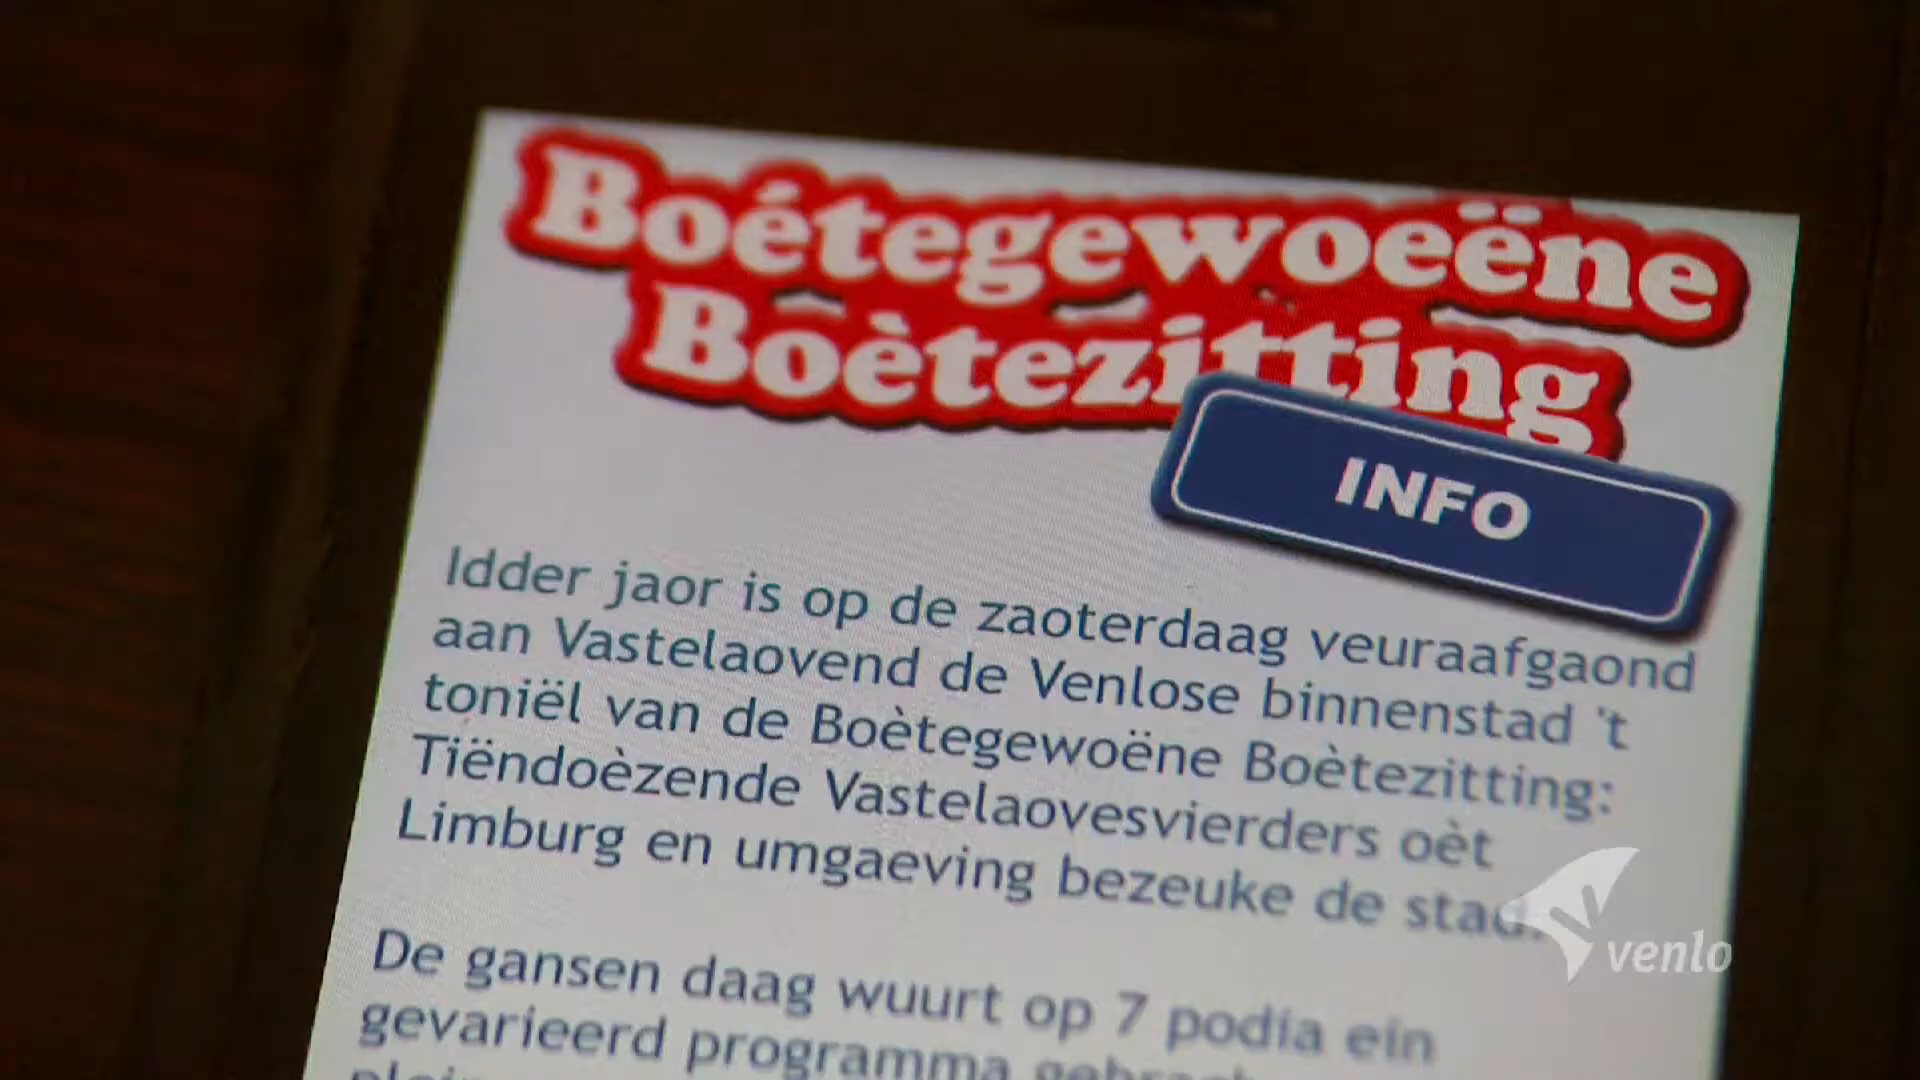 Boétegewoeëne
Boètezitting
INFO
Idder jaor is op de zaoterdaag veuraafgaond
aan Vastelaovend de Venlose binnenstad 't
toniël van de Boètegewoëne Boètezitting:
Tiëndoèzende Vastelaovesvierders oèt
Limburg en umgaeving bezeuke de stad.
De gansen daag wuurt op 7 podia ein
gevarieerd programma
venlo